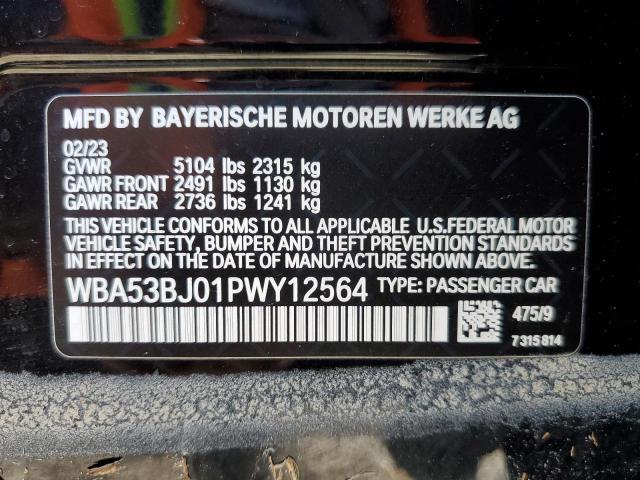 MFD BY BAYERISCHE MOTOREN WERKE AG
02/23
GVWR 5104 lbs 2315 kg
GAWR FRONT 2491 lbs 1130 kg
GAWR REAR 2736 lbs 1241 kg
THIS VEHICLE CONFORMS TO ALL APPLICABLE U.S.FEDERAL MOTOR
VEHICLE SAFETY, BUMPER AND THEFT PREVENTION STANDARDS
IN EFFECT ON THE DATE OF MANUFACTURE SHOWN ABOVE.
WBA53BJ01PWY12564 TYPE: PASSENGER CAR
475/9
7 315 814